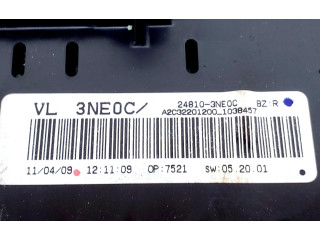 VL 3NE0C/ 24810-3NE0C BZ:R
A2C32201200_1038457
11/04/09 12:11:09 OP:7521 SW:05.20.01